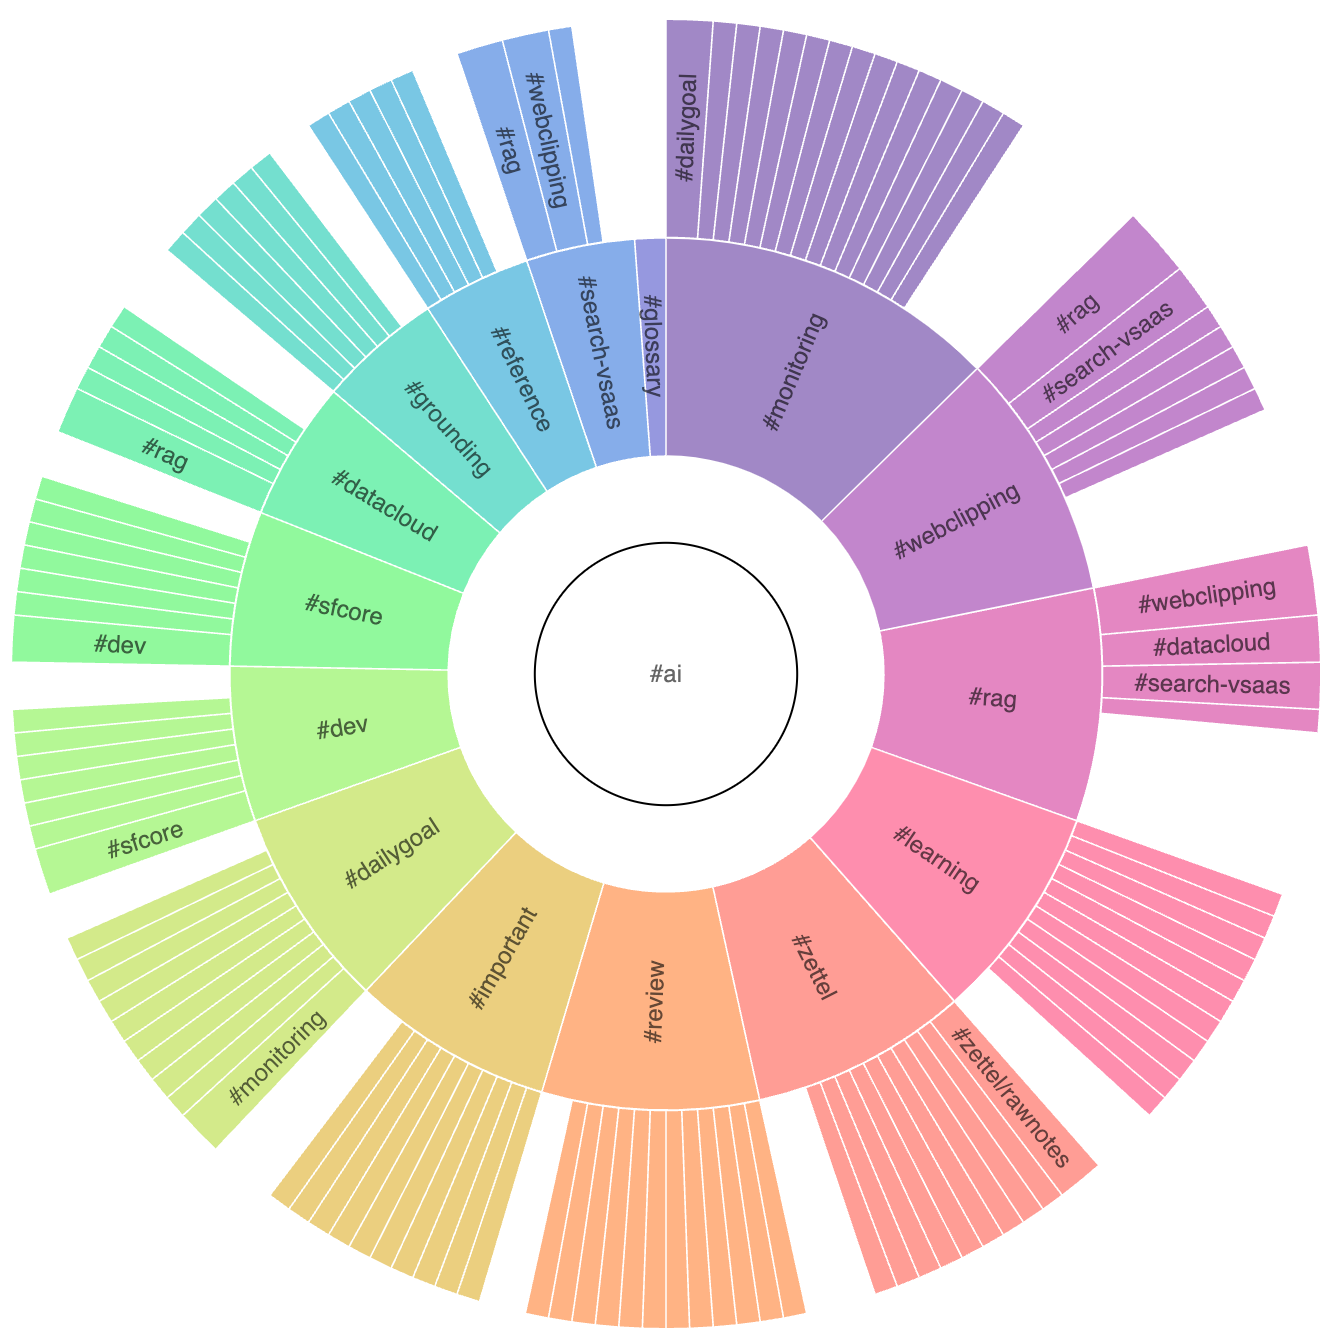 #ai
#monitoring
#dailygoal
#webclipping
#rag
#search-vsaas
#rag
#webclipping
#datacloud
#search-vsaas
#learning
#zettel
#zettel/rawnotes
#review
#important
#dailygoal
#monitoring
#dev
#sfcore
#sfcore
#dev
#datacloud
#rag
#grounding
#reference
#search-vsaas
#rag
#webclipping
#glossary